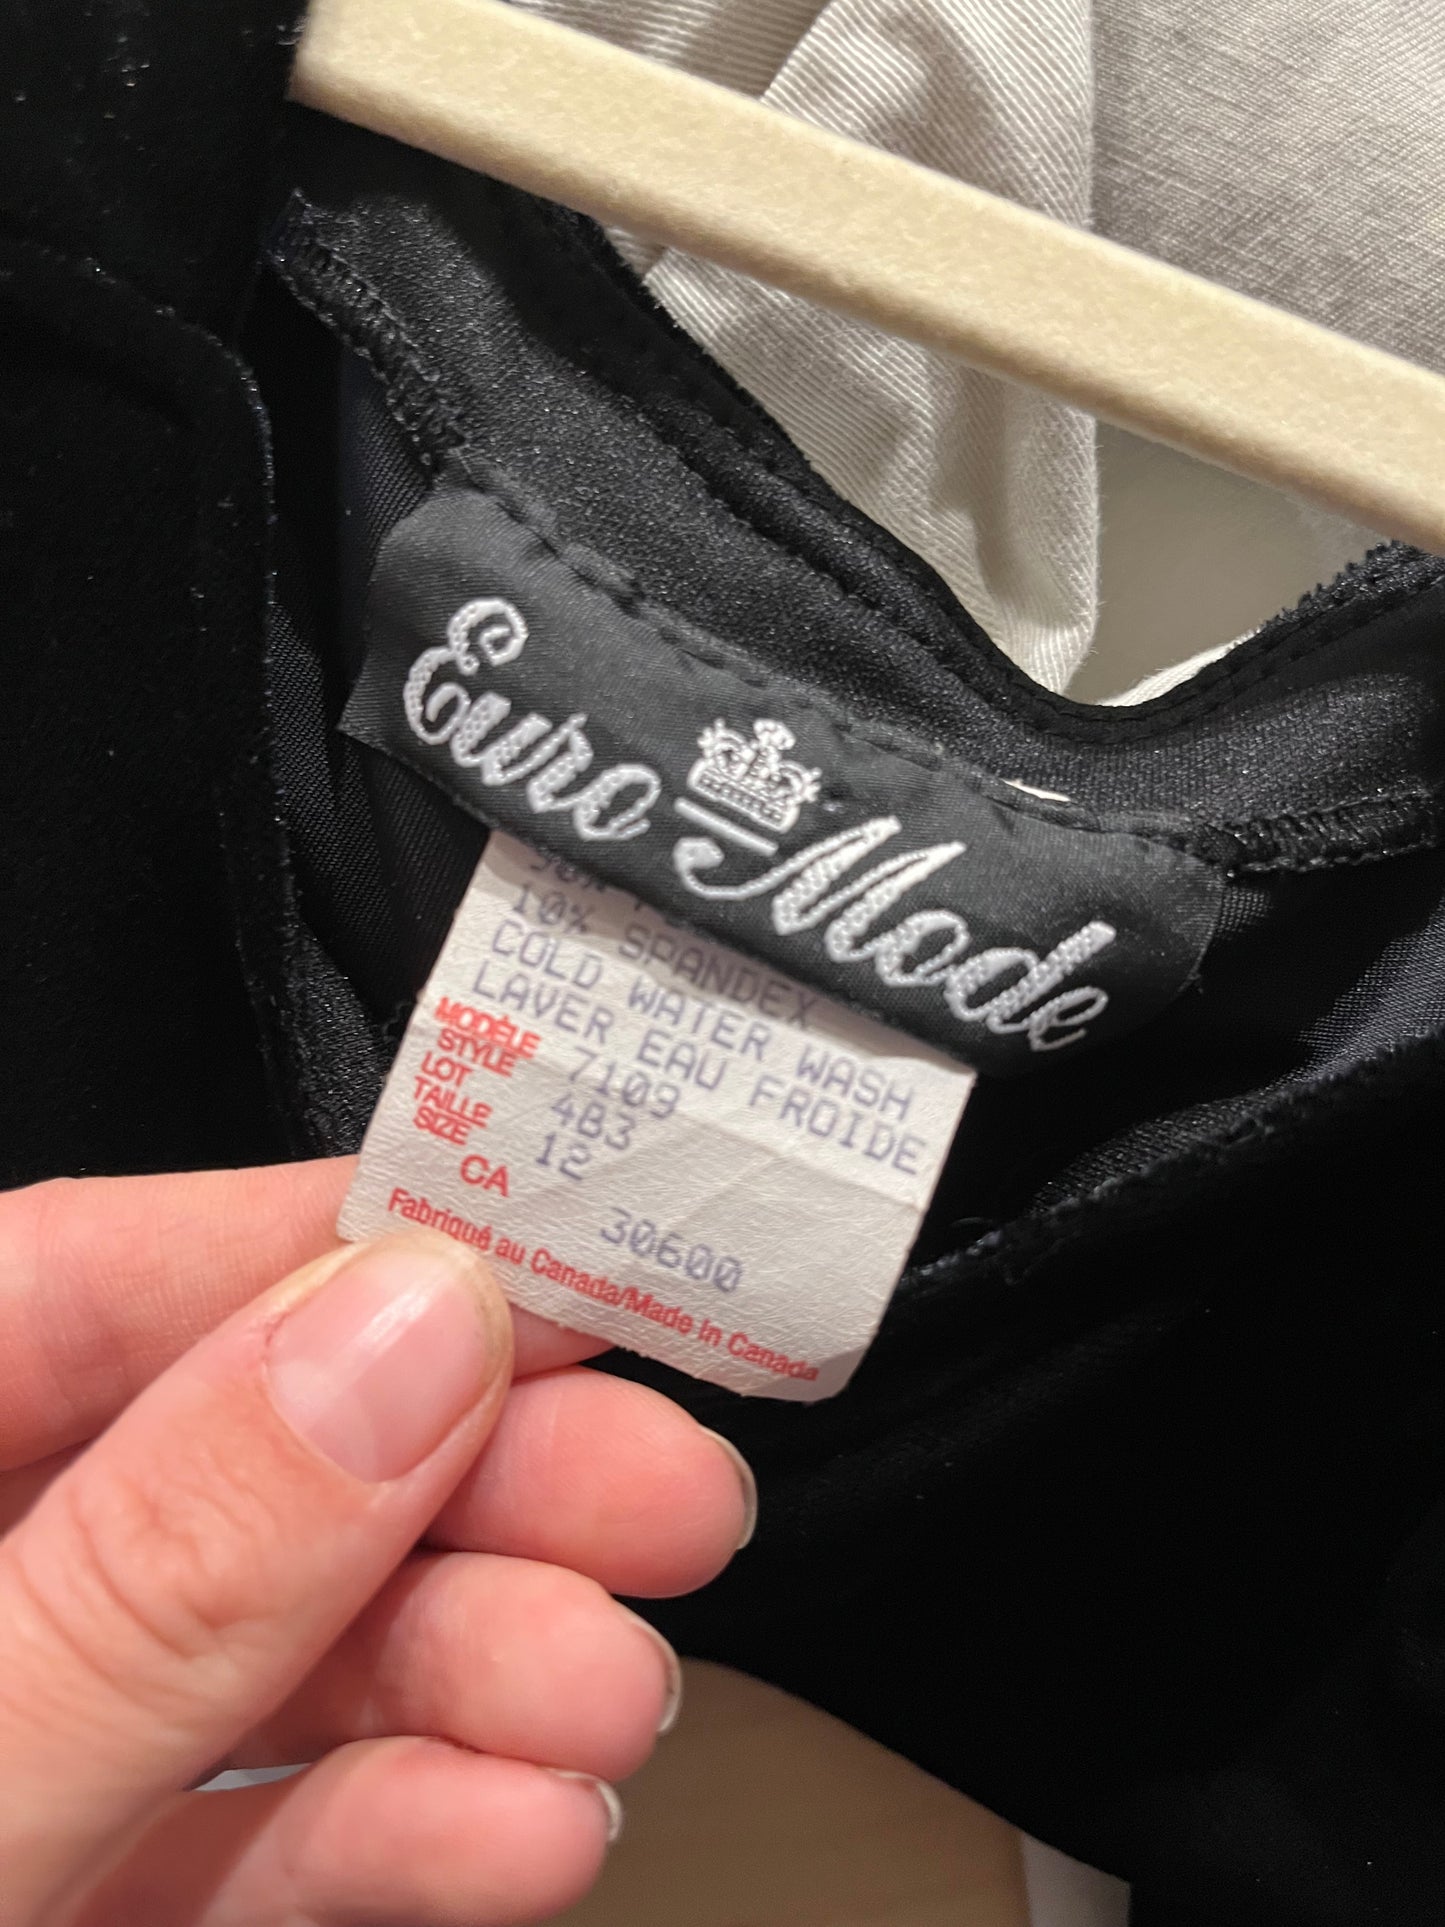 Euro Mode
10% SPANDEX
COLD WATER WASH
LAVER EAU FROIDE
MODÈLE
STYLE 7109
LOT 4B3
TAILLE
SIZE 12
CA 30600
Fabriqué au Canada/Made in Canada